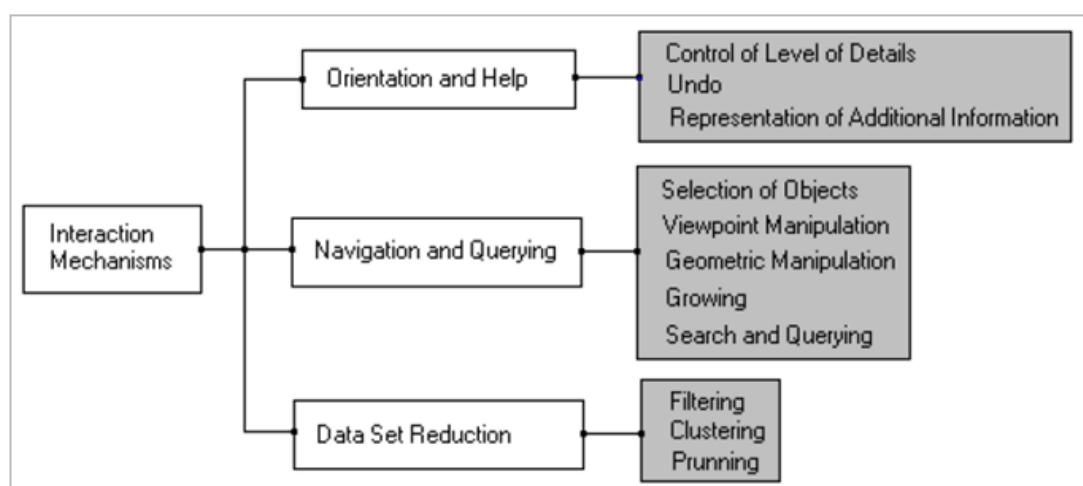 Interaction
Mechanisms
Orientation and Help
Control of Level of Details
Undo
Representation of Additional Information
Navigation and Querying
Selection of Objects
Viewpoint Manipulation
Geometric Manipulation
Growing
Search and Querying
Data Set Reduction
Filtering
Clustering
Prunning